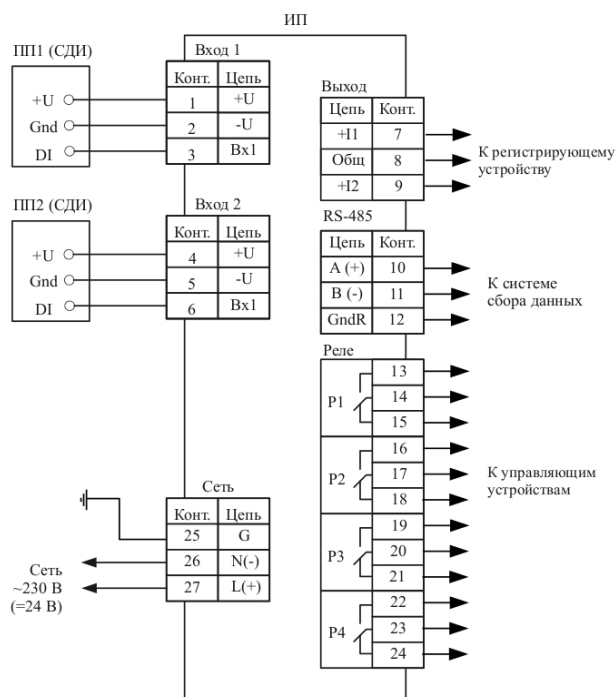 ИП
ПП1 (СДИ)
+U
Gnd
DI
Вход 1
Конт. Цепь
1 +U
2 -U
3 Вх1
ПП2 (СДИ)
+U
Gnd
DI
Вход 2
Конт. Цепь
4 +U
5 -U
6 Вх1
Сеть
Конт. Цепь
25 G
26 N(-)
27 L(+)
Сеть
~230 В
(=24 В)
Выход
Цепь Конт.
+I1 7
Общ 8
+I2 9
К регистрирующему
устройству
RS-485
Цепь Конт.
A (+) 10
B (-) 11
GndR 12
К системе
сбора данных
Реле
P1
13
14
15
P2
16
17
18
P3
19
20
21
P4
22
23
24
К управляющим
устройствам